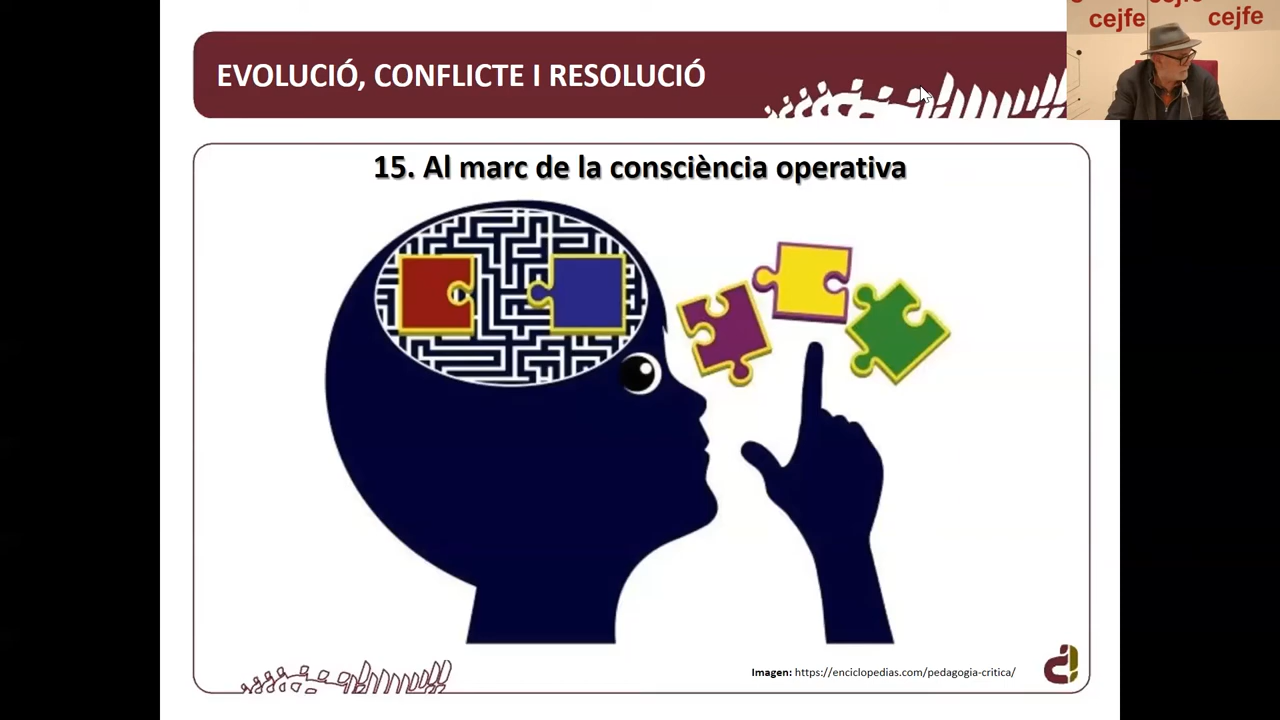 cejfe
cejfe
EVOLUCIÓ, CONFLICTE I RESOLUCIÓ
15. Al marc de la consciència operativa
Imagen: https://enciclopedias.com/pedagogia-critica/